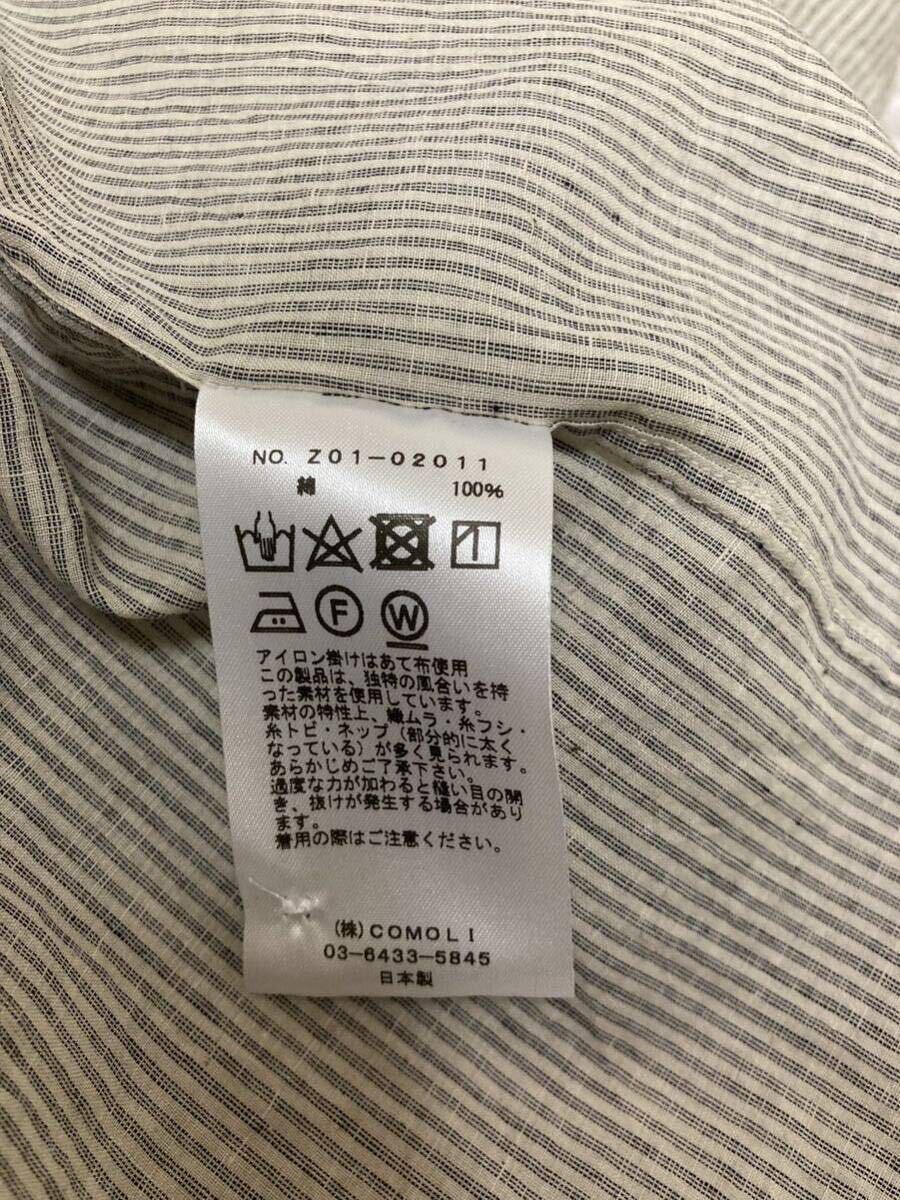 NO. Z01-02011
綿 100%
F W
アイロン掛けはあて布使用
この製品は、独特の風合いを持
った素材を使用しています。
素材の特性上、織ムラ・糸フシ・
糸トビ・ネップ(部分的に太く
なっている)が多く見られます。
あらかじめご了承下さい。
過度な力が加わると縫い目の開
き、抜けが発生する場合があり
ます。
着用の際はご注意ください。
(株)COMOLI
03-6433-5845
日本製